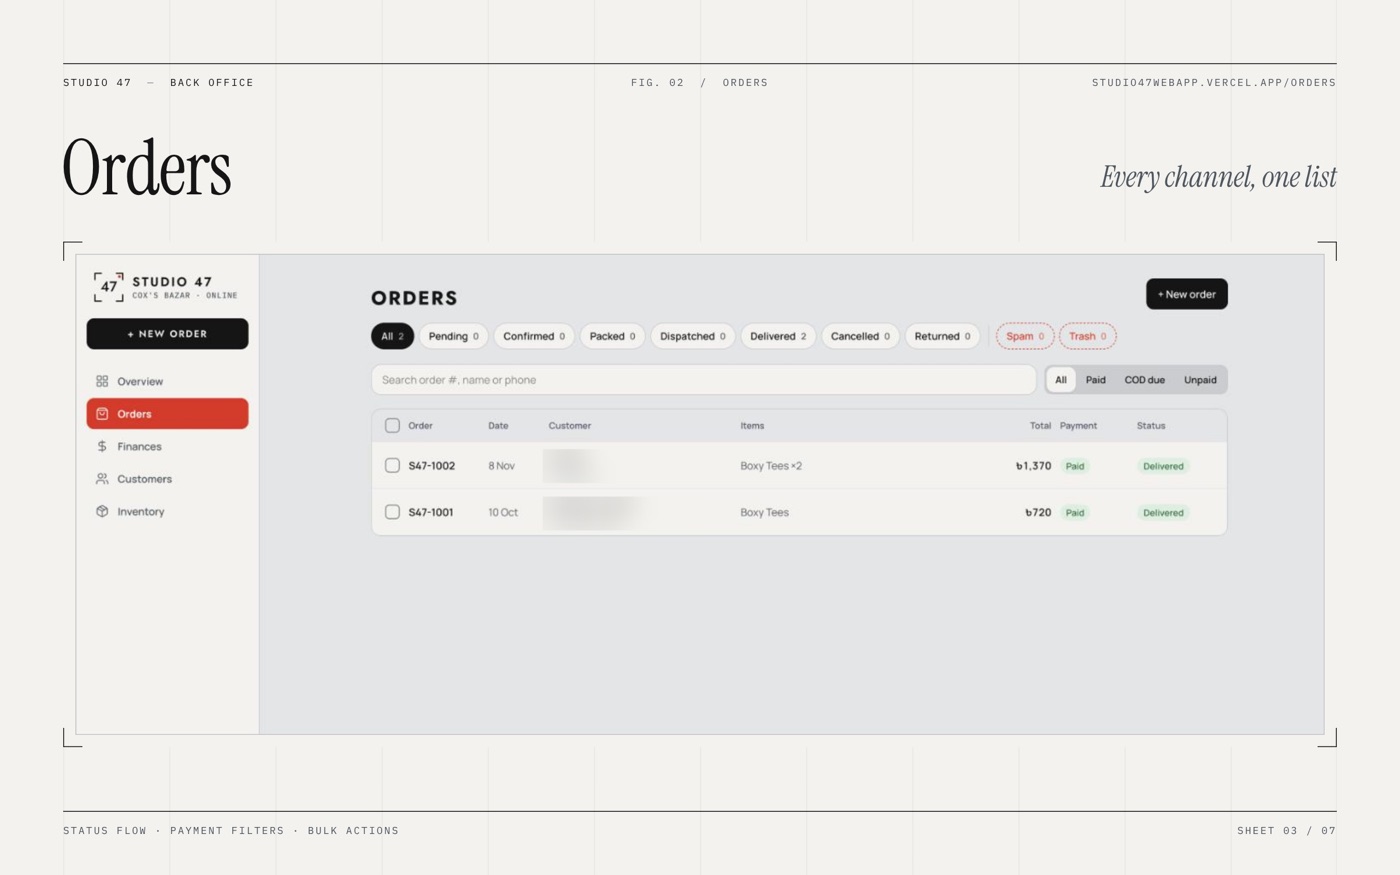 STUDIO 47 — BACK OFFICE
FIG. 02 / ORDERS
STUDIO47WEBAPP.VERCEL.APP/ORDERS
Orders
Every channel, one list
47
STUDIO 47
COX'S BAZAR · ONLINE
+ NEW ORDER
Overview
Orders
Finances
Customers
Inventory
ORDERS
+ New order
All 2 Pending 0 Confirmed 0 Packed 0 Dispatched 0 Delivered 2 Cancelled 0 Returned 0 Spam 0 Trash 0
Search order #, name or phone
All Paid COD due Unpaid
Order Date Customer Items Total Payment Status
S47-1002 8 Nov Boxy Tees ×2 ৳1,370 Paid Delivered
S47-1001 10 Oct Boxy Tees ৳720 Paid Delivered
STATUS FLOW · PAYMENT FILTERS · BULK ACTIONS
SHEET 03 / 07